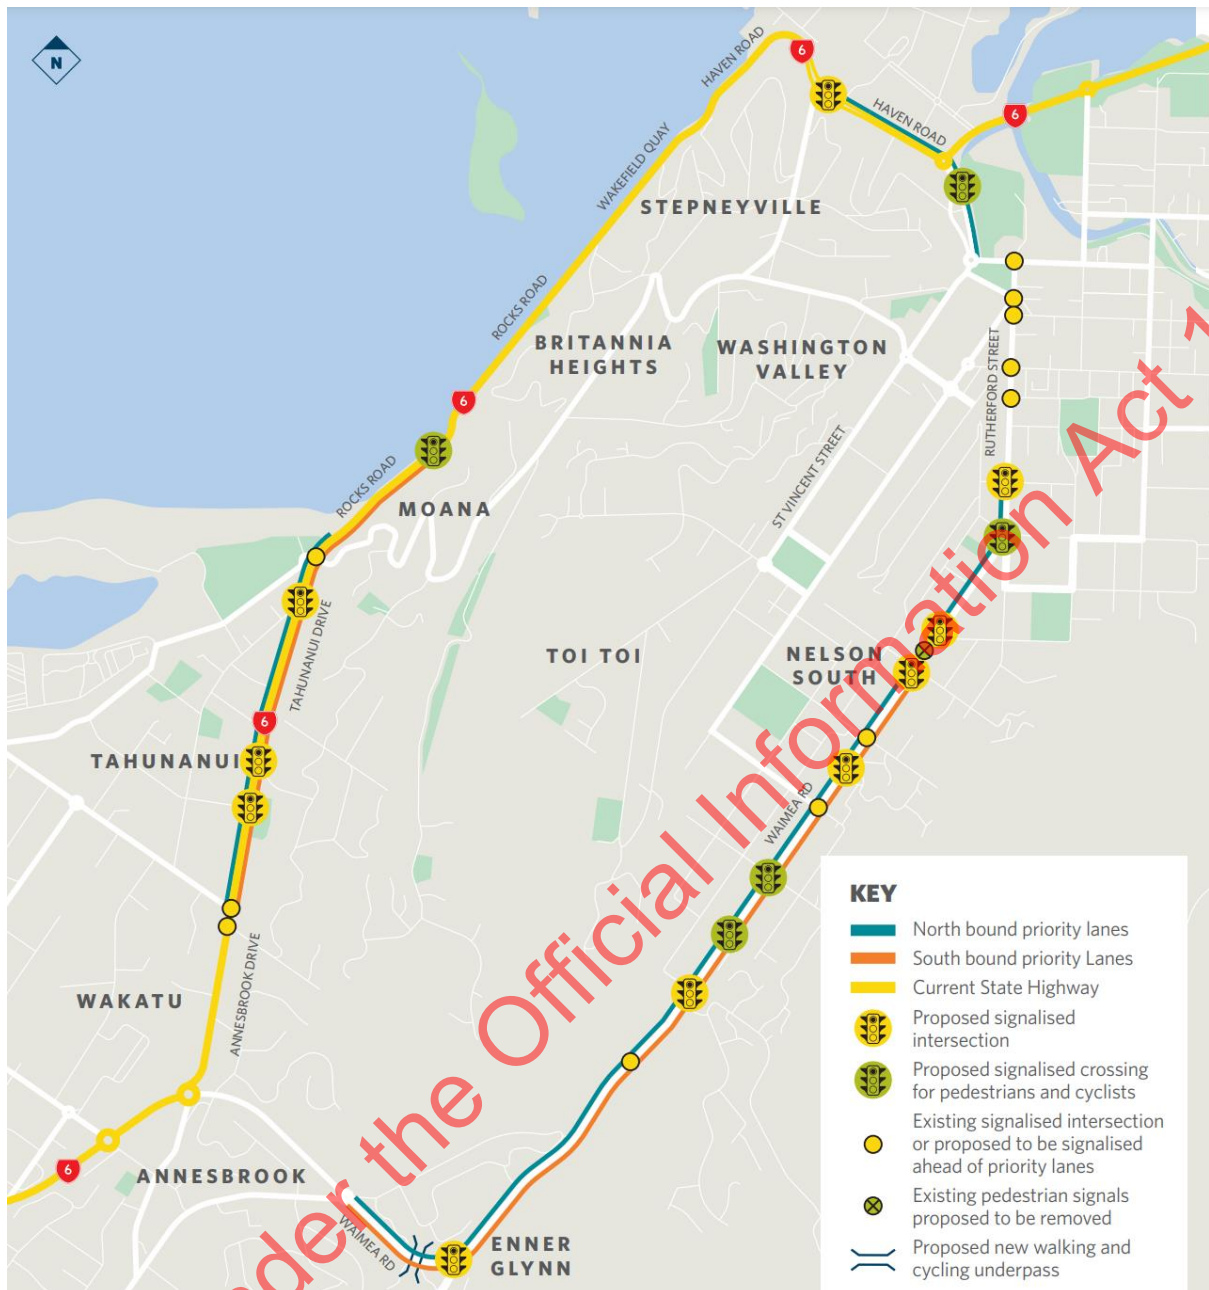 N
HAVEN ROAD
6
HAVEN ROAD
6
WAKEFIELD QUAY
STEPNEYVILLE
ROCKS ROAD
BRITANNIA
HEIGHTS
WASHINGTON
VALLEY
RUTHERFORD STREET
6
ST VINCENT STREET
ROCKS ROAD
MOANA
TAHUNANUI DRIVE
TOI TOI
NELSON
SOUTH
6
TAHUNANUI
WAIMEA RD
WAKATU
ANNESBROOK DRIVE
6
ANNESBROOK
WAIMEA RD
ENNER
GLYNN
KEY
North bound priority lanes
South bound priority Lanes
Current State Highway
Proposed signalised
intersection
Proposed signalised crossing
for pedestrians and cyclists
Existing signalised intersection
or proposed to be signalised
ahead of priority lanes
Existing pedestrian signals
proposed to be removed
Proposed new walking and
cycling underpass
the Official Information Act